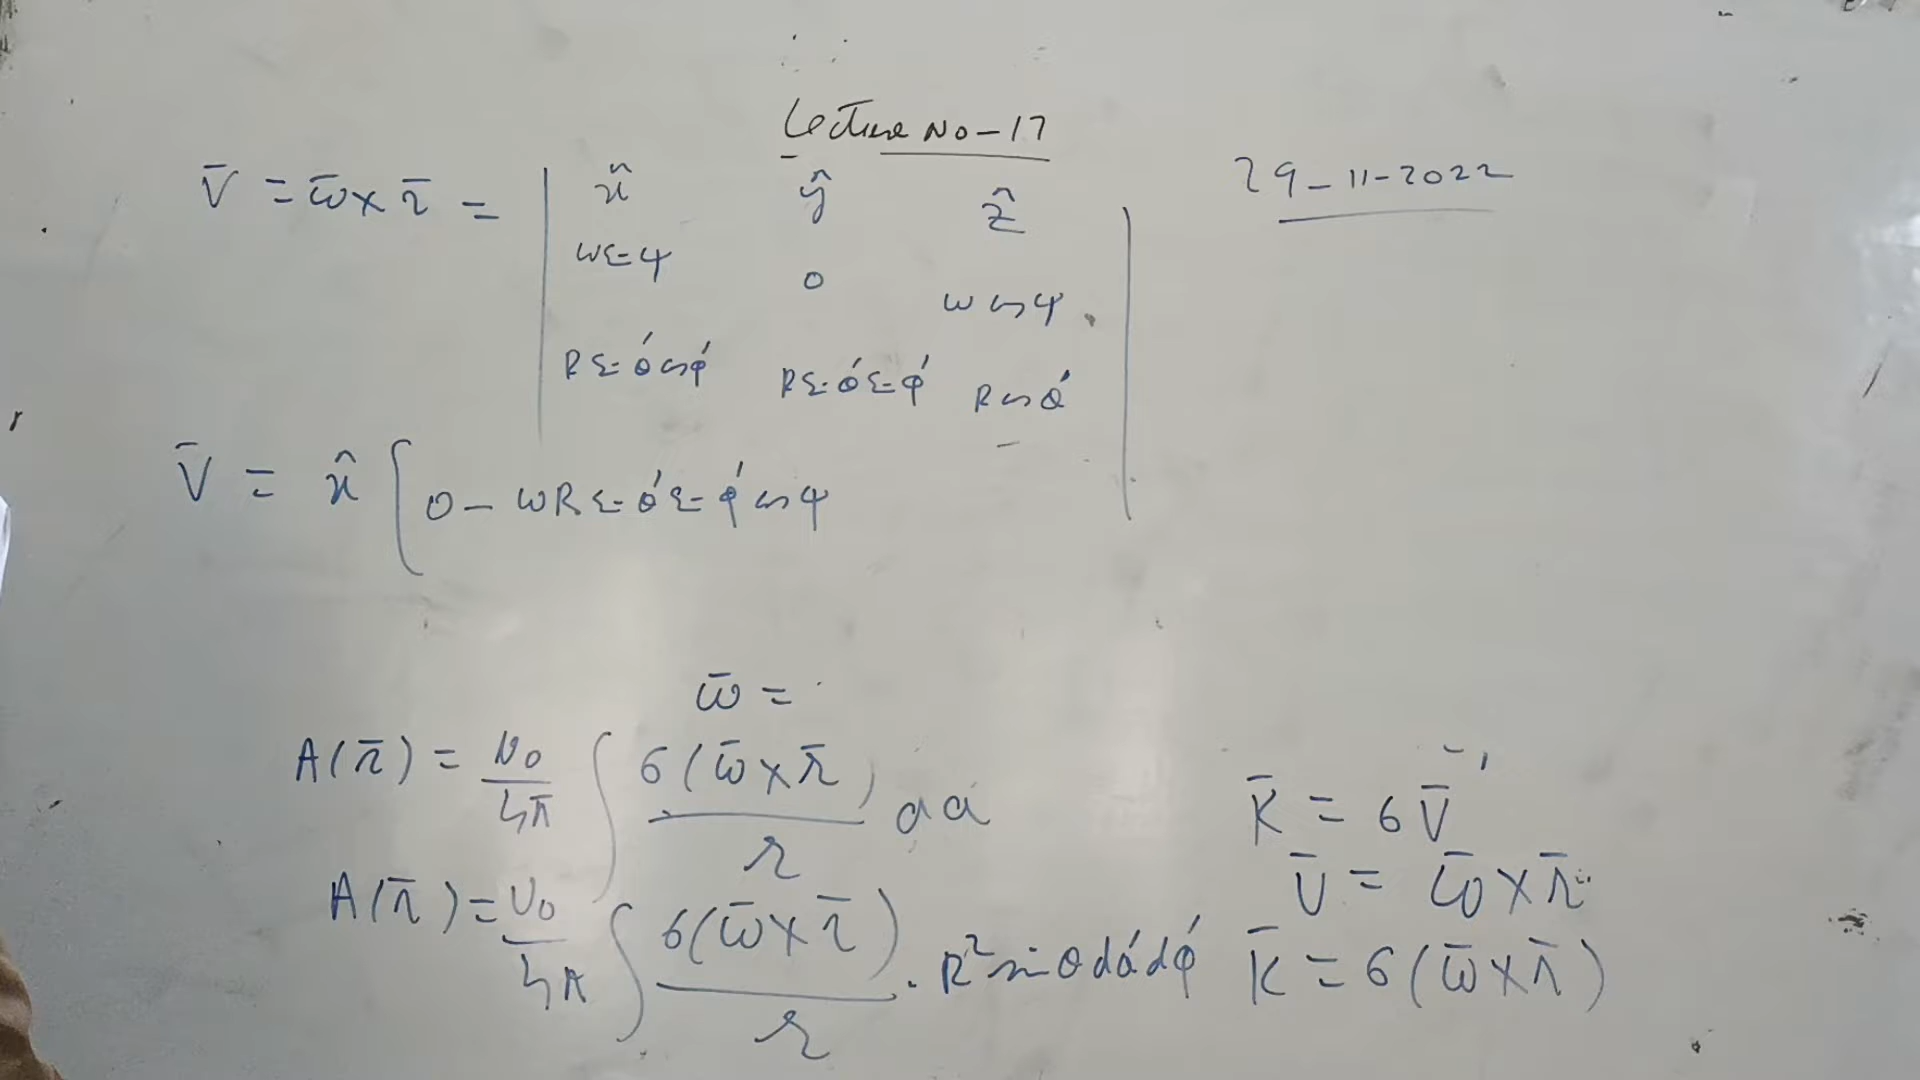 Lecture No-17
29-11-2022
V̄ = ω̄ × r̄ = | x̂ ŷ ẑ |
| ω sin ψ 0 ω cos ψ |
| R sin θ' cos φ' R sin θ' sin φ' R cos θ' |
V̄ = x̂ [ 0 - ωR sin θ' sin φ' cos ψ
ω̄ =
A(r̄) = μ₀/4π ∫ σ(ω̄ × r̄)/r da'
K̄ = σ V̄'
V̄ = ω̄ × r̄
A(r̄) = μ₀/4π ∫ σ(ω̄ × r̄)/r . R² sin θ dθ' dφ'
K̄ = σ(ω̄ × r̄)